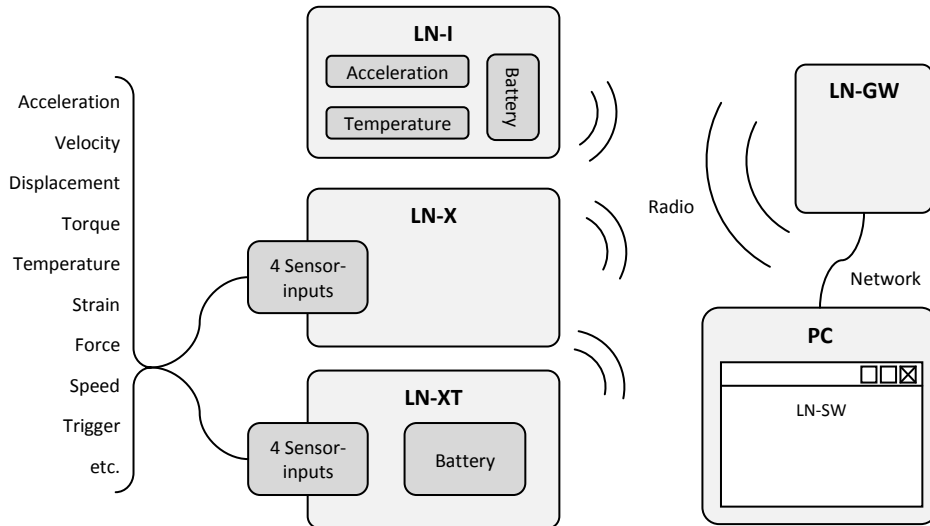 Acceleration
Velocity
Displacement
Torque
Temperature
Strain
Force
Speed
Trigger
etc.
LN-I
Acceleration
Temperature
Battery
LN-X
4 Sensor-
inputs
LN-XT
4 Sensor-
inputs
Battery
Radio
LN-GW
Network
PC
LN-SW